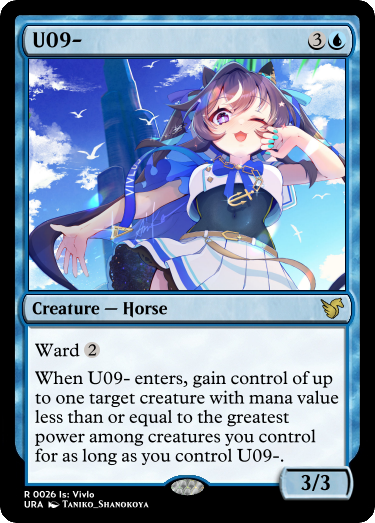 U09- 3
Creature — Horse
Ward 2
When U09- enters, gain control of up
to one target creature with mana value
less than or equal to the greatest
power among creatures you control
for as long as you control U09-.
3/3
R 0026 Is: Vivlo
URA Taniko_Shanokoya